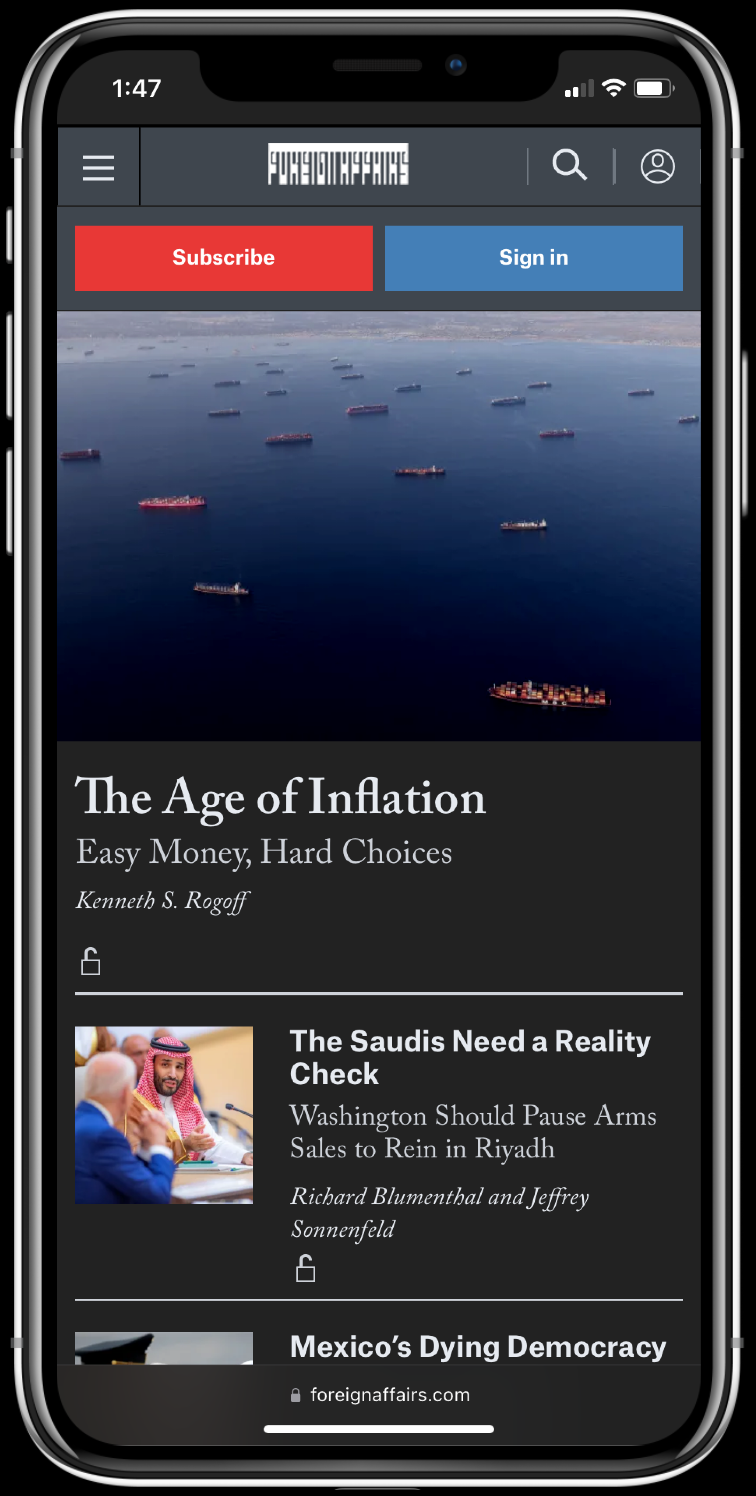 1:47
FOREIGN AFFAIRS
Subscribe
Sign in
The Age of Inflation
Easy Money, Hard Choices
Kenneth S. Rogoff
The Saudis Need a Reality
Check
Washington Should Pause Arms
Sales to Rein in Riyadh
Richard Blumenthal and Jeffrey
Sonnenfeld
Mexico’s Dying Democracy
foreignaffairs.com